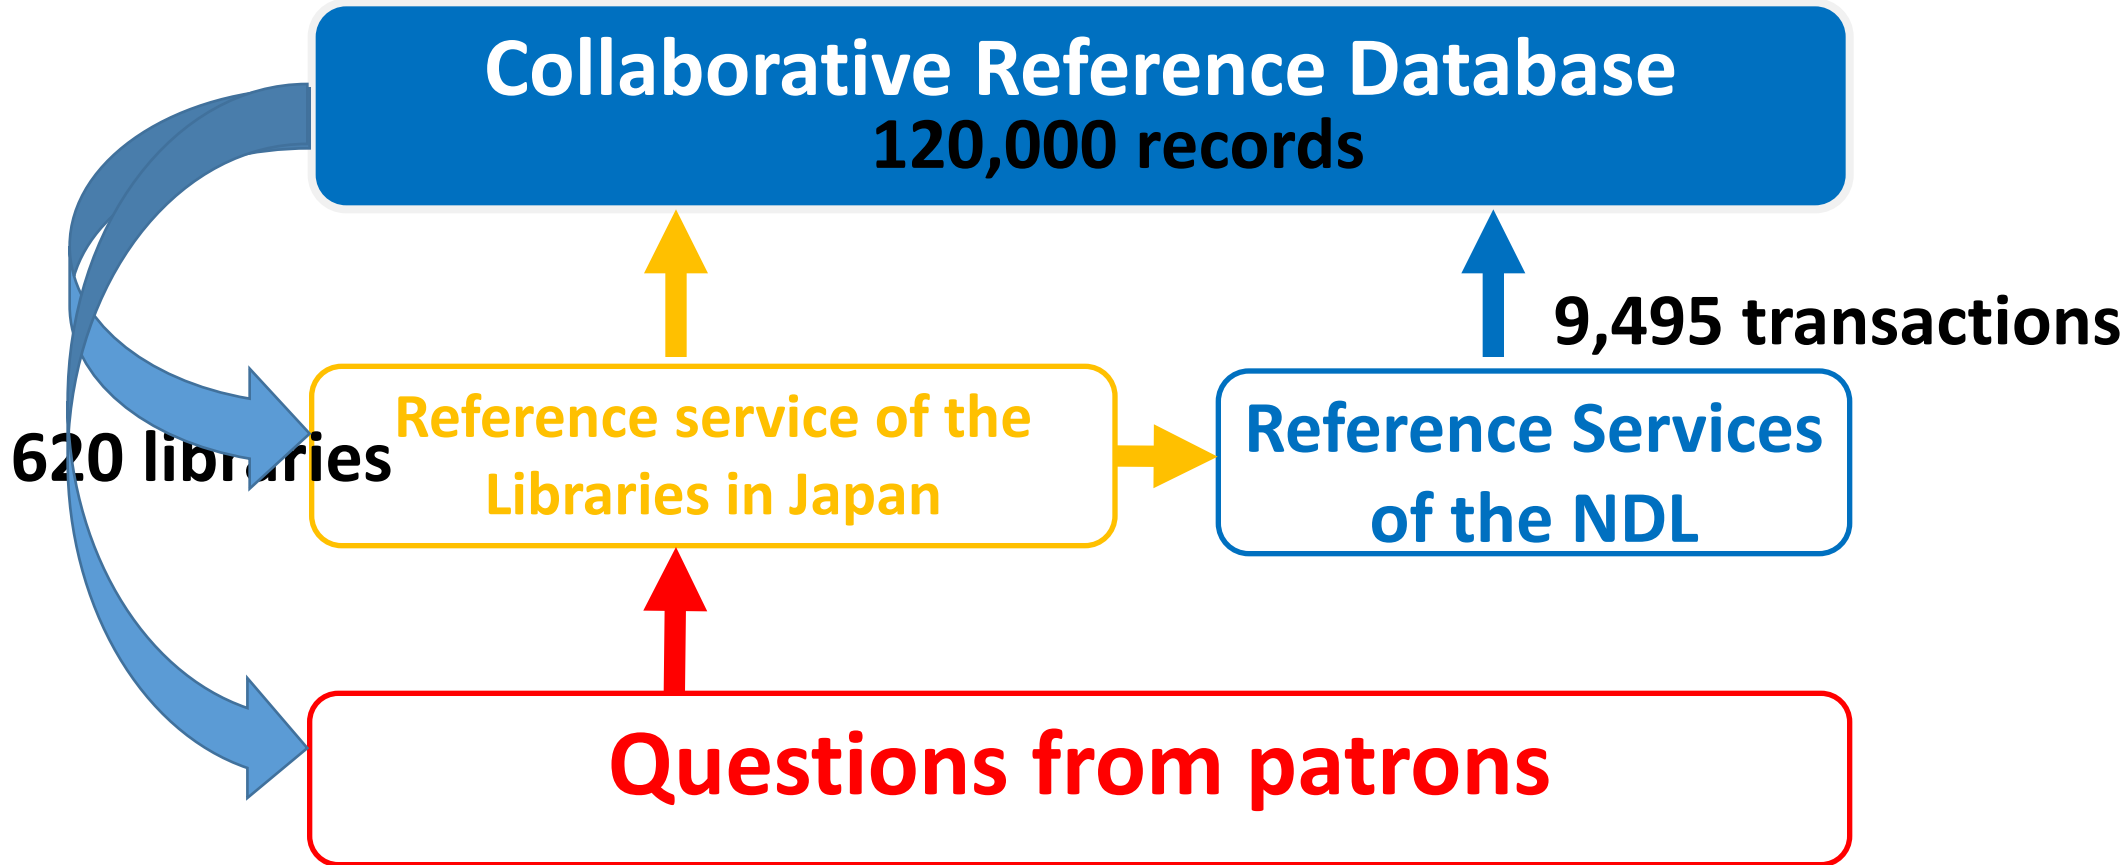 Collaborative Reference Database
120,000 records
9,495 transactions
620 libraries
Reference service of the
Libraries in Japan
Reference Services
of the NDL
Questions from patrons